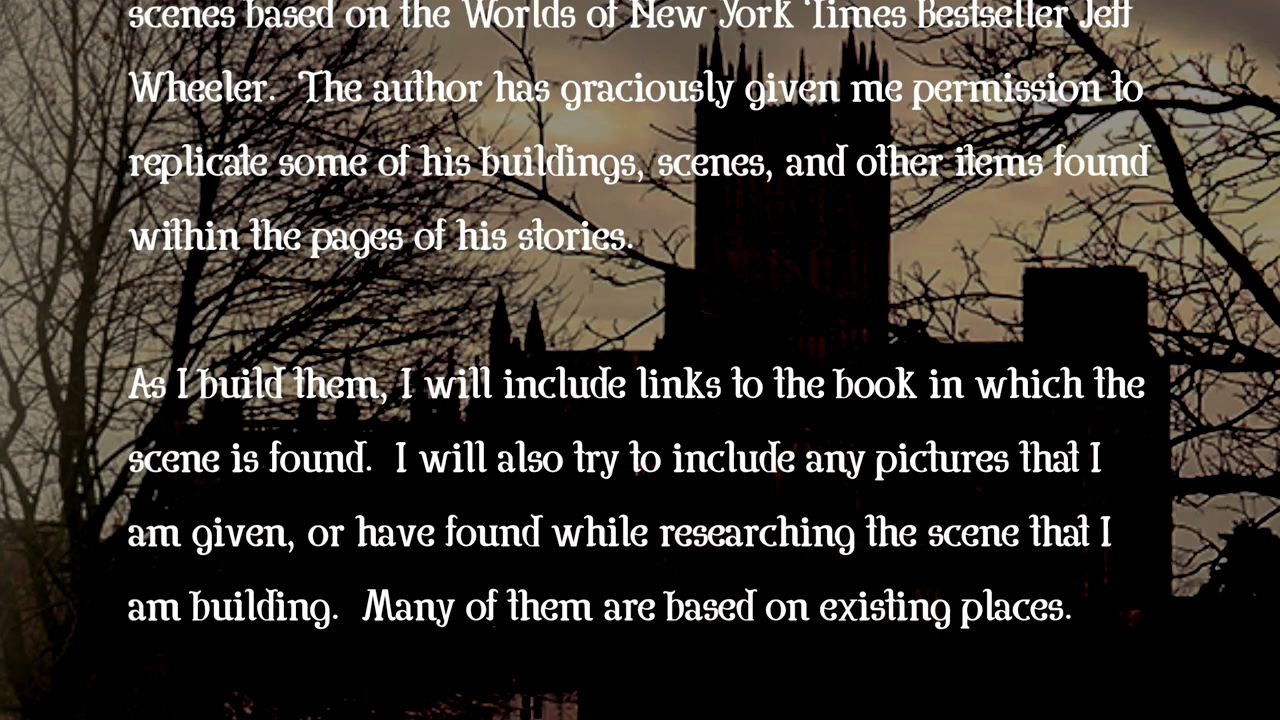 scenes based on the Worlds of New York Times Bestseller Jeff
Wheeler.  The author has graciously given me permission to
replicate some of his buildings, scenes, and other items found
within the pages of his stories.
As I build them, I will include links to the book in which the
scene is found.  I will also try to include any pictures that I
am given, or have found while researching the scene that I
am building.  Many of them are based on existing places.